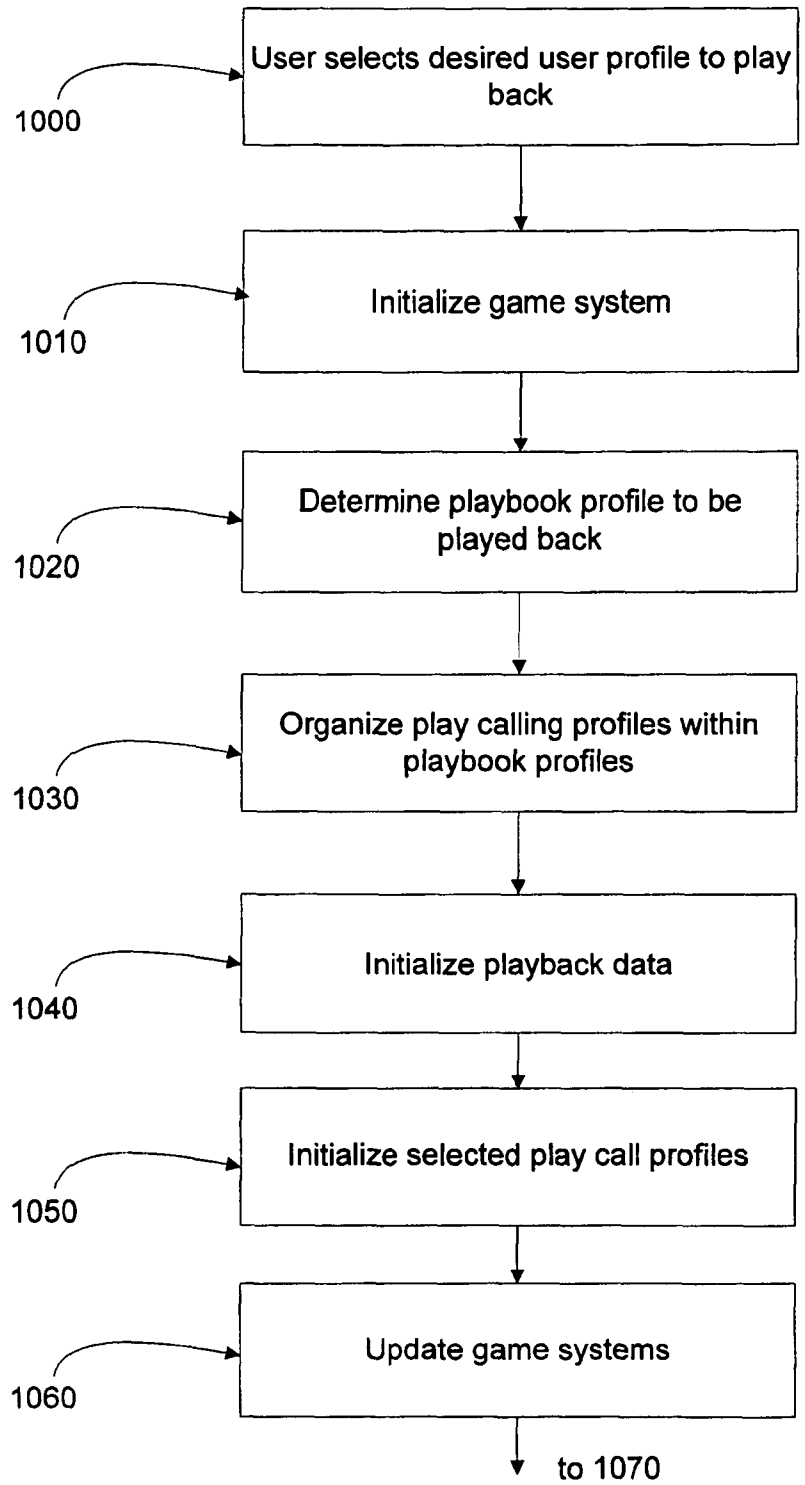 User selects desired user profile to play
back
1000
Initialize game system
1010
Determine playbook profile to be
played back
1020
Organize play calling profiles within
playbook profiles
1030
Initialize playback data
1040
Initialize selected play call profiles
1050
Update game systems
1060
to 1070